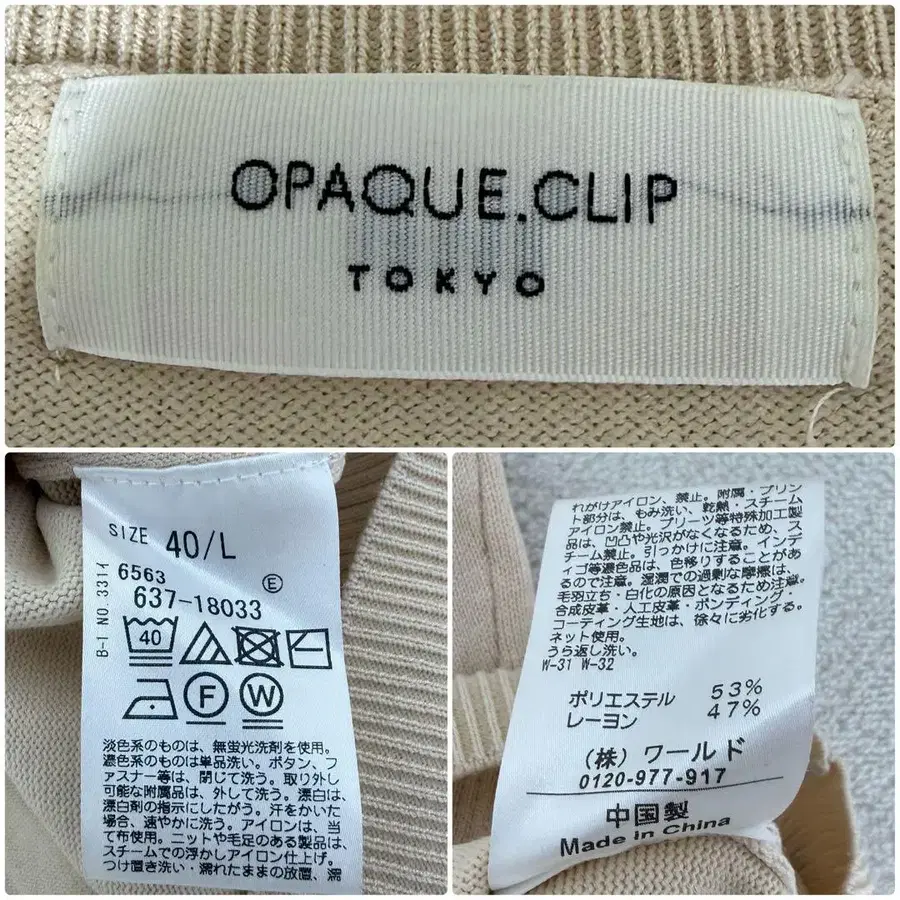 OPAQUE.CLIP
TOKYO
SIZE 40/L
B-1 NO.3314
6563
E
637-18033
40
F W
淡色系のものは、無蛍光洗剤を使用。
濃色系のものは単品洗い。ボタン、フ
ァスナー等は、閉じて洗う。取り外し
可能な附属品は、外して洗う。漂白は、
漂白剤の指示にしたがう。汗をかいた
場合、速やかに洗う。アイロンは、当
て布使用。ニットや毛足のある製品は、
スチームでの浮かしアイロン仕上げ。
つけ置き洗い・濡れたままの放置、濡
れがけアイロン、禁止。附属・プリン
ト部分は、もみ洗い、乾熱・スチーム
アイロン禁止。プリーツ等特殊加工製
品は、凹凸や光沢がなくなるため、ス
チーム禁止。引っかけに注意。インデ
ィゴ等濃色品は、色移りすることがあ
るので注意。湿潤での過剰な摩擦は、
毛羽立ち・白化の原因となるため注意。
合成皮革・人工皮革・ボンディング・
コーティング生地は、徐々に劣化する。
ネット使用。
うら返し洗い。
W-31 W-32
ポリエステル 53%
レーヨン 47%
(株) ワールド
0120-977-917
中国製
Made in China